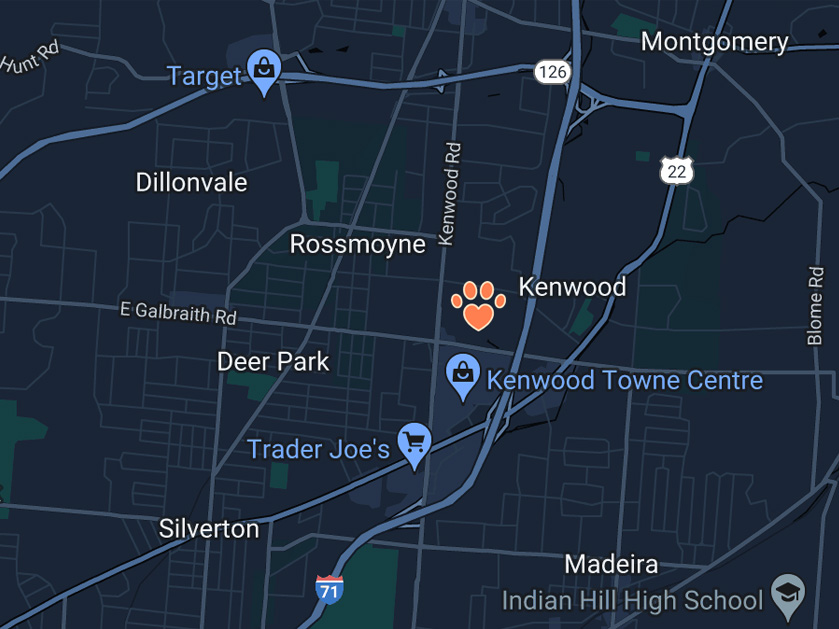 Montgomery
Hunt Rd
Target
126
Kenwood Rd
22
Dillonvale
Rossmoyne
Kenwood
Blome Rd
E Galbraith Rd
Deer Park
Kenwood Towne Centre
Trader Joe's
Silverton
Madeira
71
Indian Hill High School